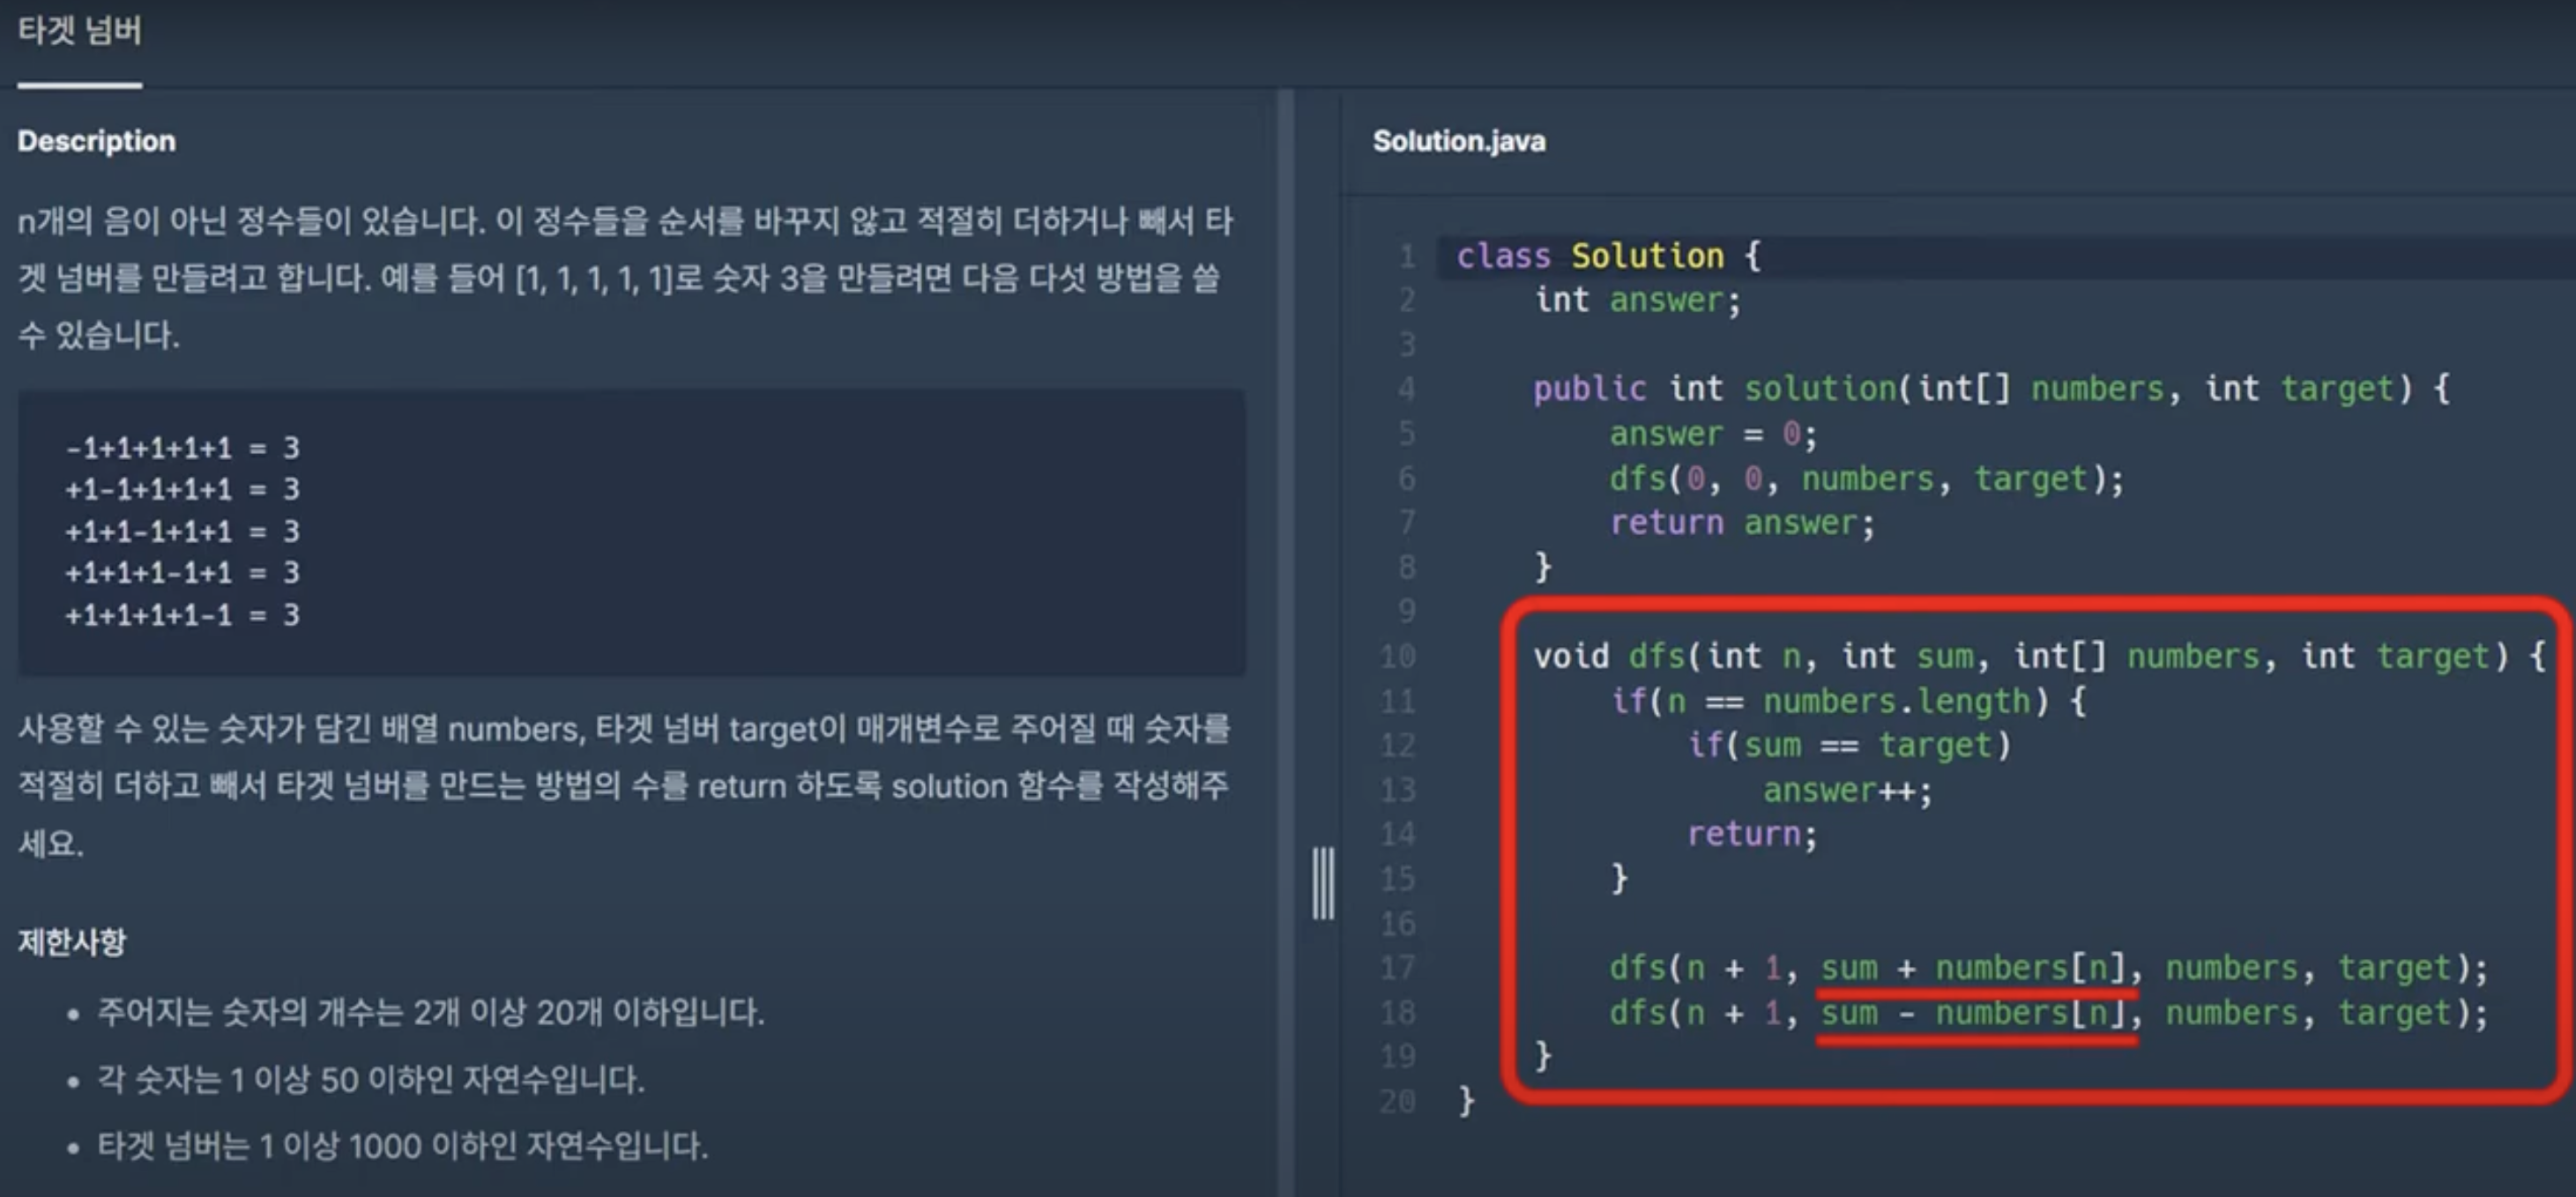 타겟 넘버
Description
n개의 음이 아닌 정수들이 있습니다. 이 정수들을 순서를 바꾸지 않고 적절히 더하거나 빼서 타
겟 넘버를 만들려고 합니다. 예를 들어 [1, 1, 1, 1, 1]로 숫자 3을 만들려면 다음 다섯 방법을 쓸
수 있습니다.
-1+1+1+1+1 = 3
+1-1+1+1+1 = 3
+1+1-1+1+1 = 3
+1+1+1-1+1 = 3
+1+1+1+1-1 = 3
사용할 수 있는 숫자가 담긴 배열 numbers, 타겟 넘버 target이 매개변수로 주어질 때 숫자를
적절히 더하고 빼서 타겟 넘버를 만드는 방법의 수를 return 하도록 solution 함수를 작성해주
세요.
제한사항
• 주어지는 숫자의 개수는 2개 이상 20개 이하입니다.
• 각 숫자는 1 이상 50 이하인 자연수입니다.
• 타겟 넘버는 1 이상 1000 이하인 자연수입니다.
Solution.java
1 class Solution {
2     int answer;
3
4     public int solution(int[] numbers, int target) {
5         answer = 0;
6         dfs(0, 0, numbers, target);
7         return answer;
8     }
9
10     void dfs(int n, int sum, int[] numbers, int target) {
11         if(n == numbers.length) {
12             if(sum == target)
13                 answer++;
14             return;
15         }
16
17         dfs(n + 1, sum + numbers[n], numbers, target);
18         dfs(n + 1, sum - numbers[n], numbers, target);
19     }
20 }